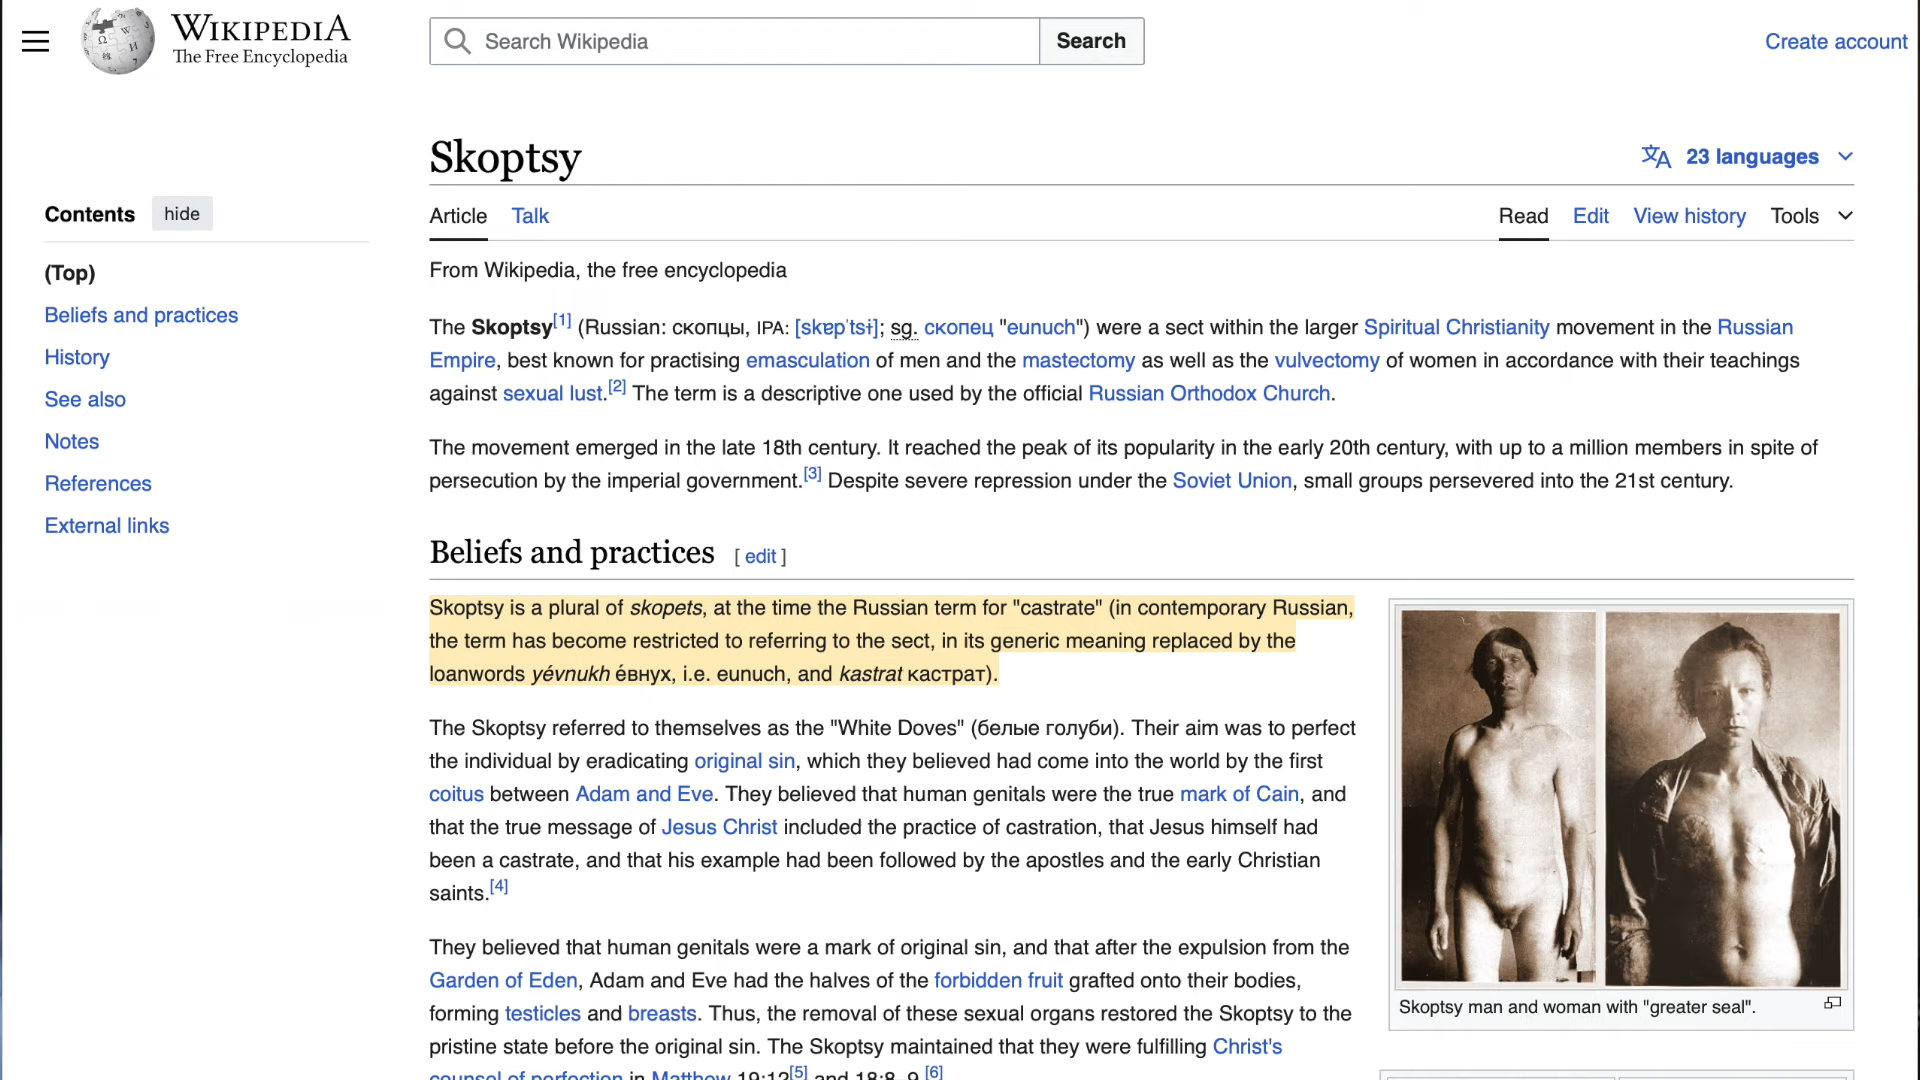 WIKIPEDIA
The Free Encyclopedia
Search Wikipedia
Search
Create account
Skoptsy
23 languages
Contents hide
Article Talk
Read Edit View history Tools
(Top)
Beliefs and practices
History
See also
Notes
References
External links
From Wikipedia, the free encyclopedia
The Skoptsy[1] (Russian: скопцы, IPA: [skɐpˈtsɨ]; sg. скопец "eunuch") were a sect within the larger Spiritual Christianity movement in the Russian
Empire, best known for practising emasculation of men and the mastectomy as well as the vulvectomy of women in accordance with their teachings
against sexual lust.[2] The term is a descriptive one used by the official Russian Orthodox Church.
The movement emerged in the late 18th century. It reached the peak of its popularity in the early 20th century, with up to a million members in spite of
persecution by the imperial government.[3] Despite severe repression under the Soviet Union, small groups persevered into the 21st century.
Beliefs and practices [ edit ]
Skoptsy is a plural of skopets, at the time the Russian term for "castrate" (in contemporary Russian,
the term has become restricted to referring to the sect, in its generic meaning replaced by the
loanwords yévnukh е́внух, i.e. eunuch, and kastrat кастрат).
The Skoptsy referred to themselves as the "White Doves" (белые голуби). Their aim was to perfect
the individual by eradicating original sin, which they believed had come into the world by the first
coitus between Adam and Eve. They believed that human genitals were the true mark of Cain, and
that the true message of Jesus Christ included the practice of castration, that Jesus himself had
been a castrate, and that his example had been followed by the apostles and the early Christian
saints.[4]
They believed that human genitals were a mark of original sin, and that after the expulsion from the
Garden of Eden, Adam and Eve had the halves of the forbidden fruit grafted onto their bodies,
forming testicles and breasts. Thus, the removal of these sexual organs restored the Skoptsy to the
pristine state before the original sin. The Skoptsy maintained that they were fulfilling Christ's
counsel of perfection in Matthew 19:12[5] and 18:8–9.[6]
Skoptsy man and woman with "greater seal".